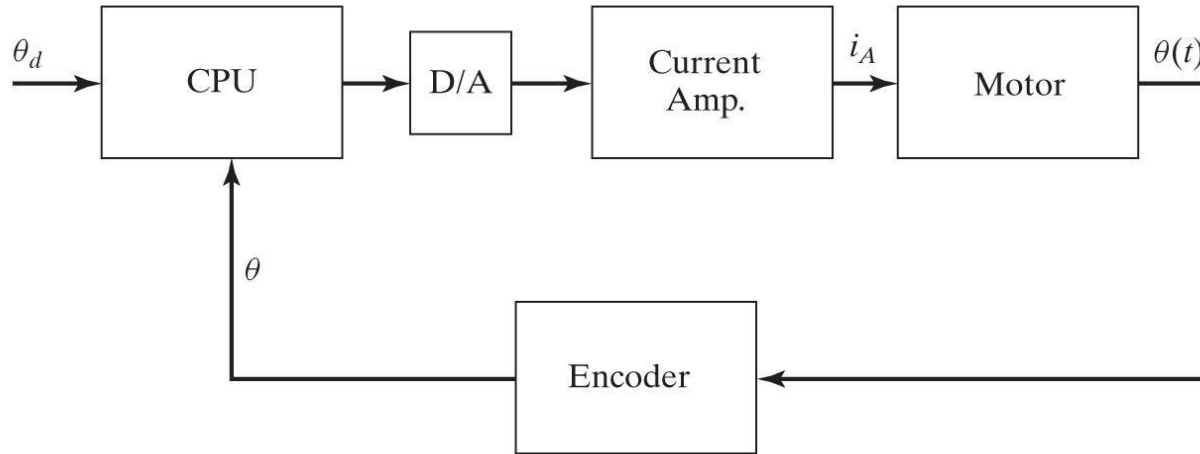 θ_d
CPU
D/A
Current
Amp.
i_A
Motor
θ(t)
θ
Encoder